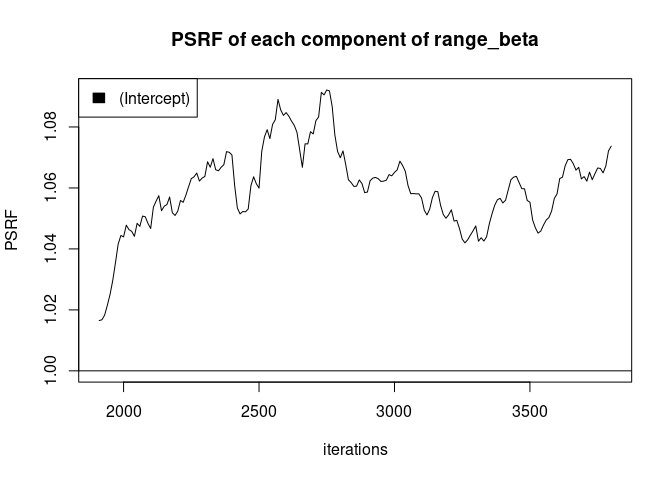 PSRF of each component of range_beta
(Intercept)
PSRF
1.08
1.06
1.04
1.02
1.00
2000 2500 3000 3500
iterations